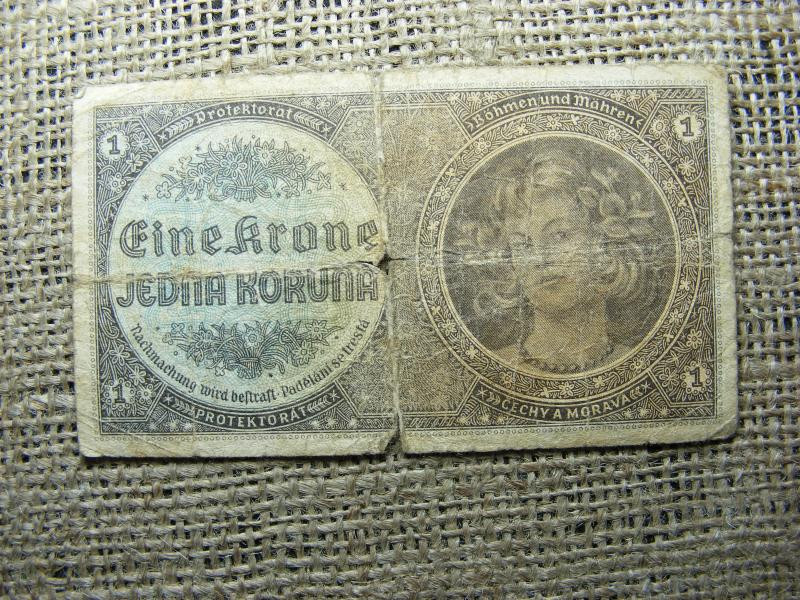 Protektorat
Böhmen und Mähren
1
1
Eine Krone
JEDNA KORUNA
Nachmachung wird bestraft · Padělání se trestá
1
1
PROTEKTORÁT
ČECHY A MORAVA